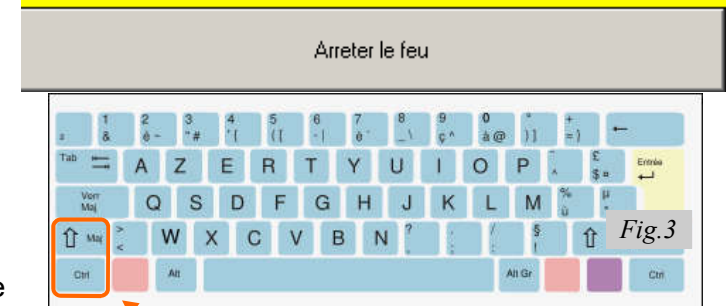 Arreter le feu
1 2 3 4 5 6 7 8 9 0 ° +
² & é ~ " # ' { ( [ - | è ` _ \ ç ^ à @ ) ] = } ←
Tab A Z E R T Y U I O P ¨ ^ £ $ ¤ Entrée
Verr Maj Q S D F G H J K L M % ù µ
⇧ Maj > < W X C V B N ? , . ; / : § ! ⇧
Fig.3
Ctrl Alt Alt Gr Ctrl
e